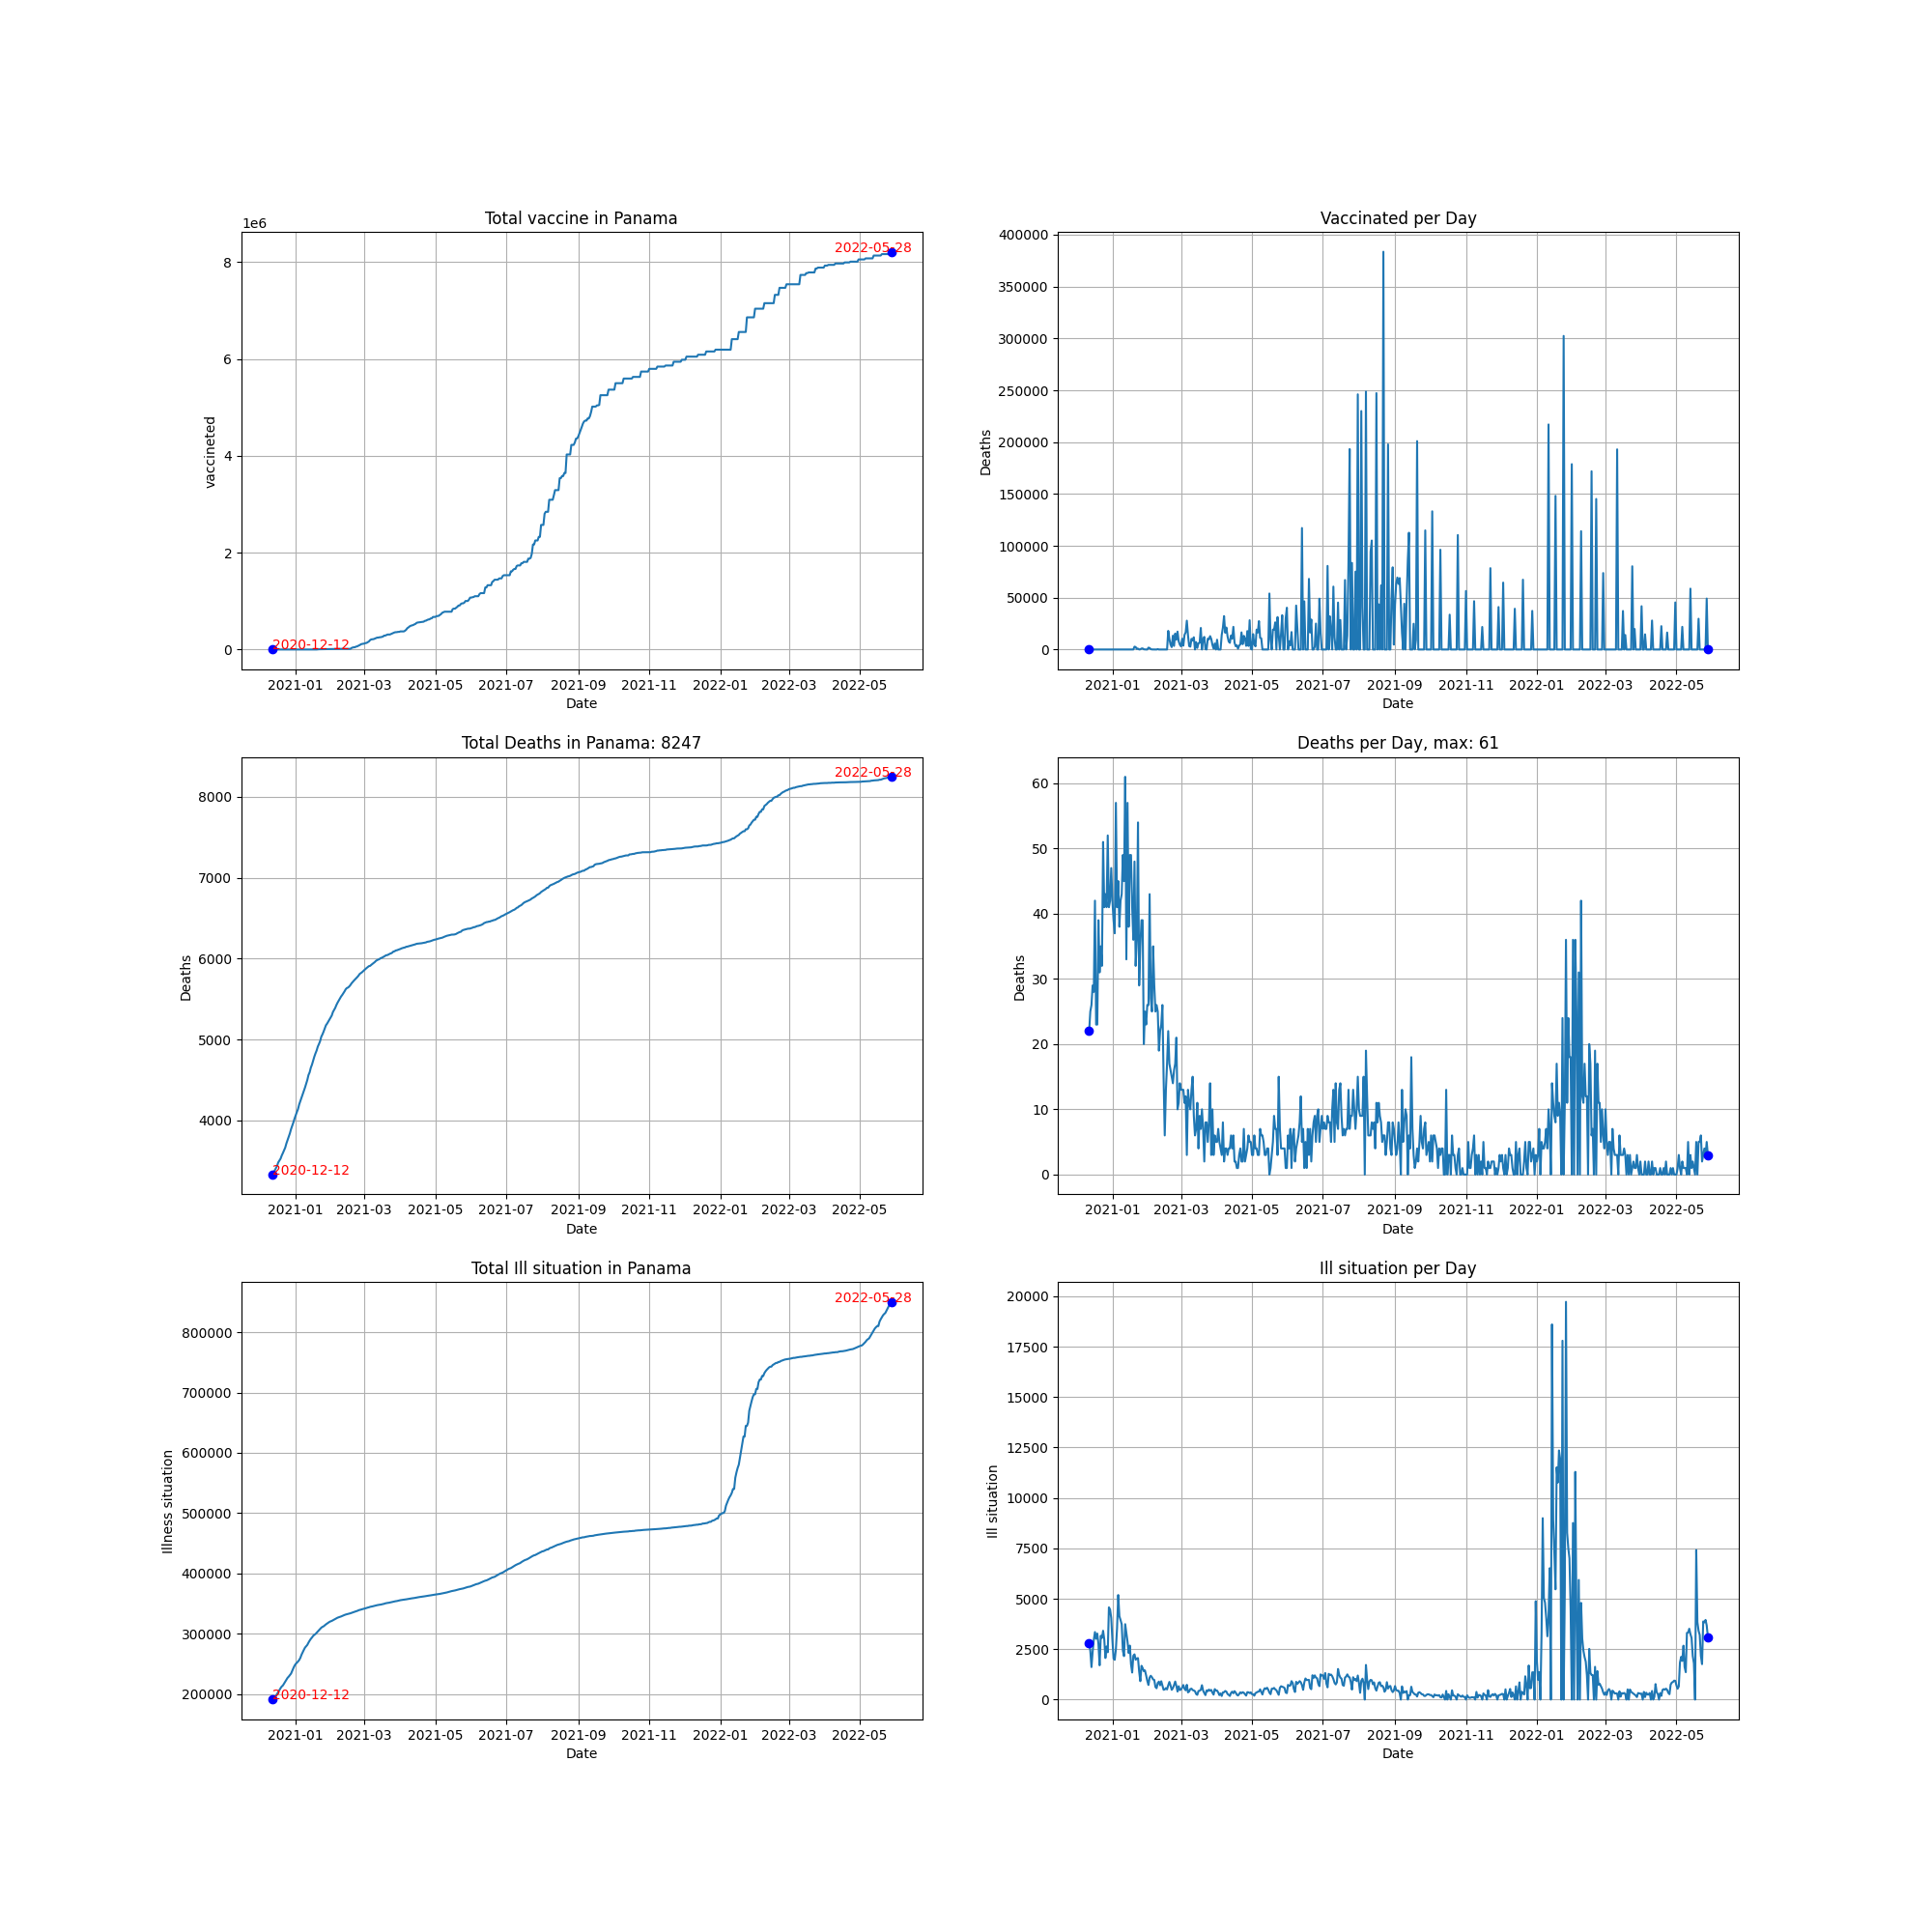 Total vaccine in Panama
1e6
8
6
4
2
0
vaccineted
2020-12-12
2022-05-28
2021-01 2021-03 2021-05 2021-07 2021-09 2021-11 2022-01 2022-03 2022-05
Date
Vaccinated per Day
400000
350000
300000
250000
200000
150000
100000
50000
0
Deaths
2021-01 2021-03 2021-05 2021-07 2021-09 2021-11 2022-01 2022-03 2022-05
Date
Total Deaths in Panama: 8247
8000
7000
6000
5000
4000
Deaths
2020-12-12
2022-05-28
2021-01 2021-03 2021-05 2021-07 2021-09 2021-11 2022-01 2022-03 2022-05
Date
Deaths per Day, max: 61
60
50
40
30
20
10
0
Deaths
2021-01 2021-03 2021-05 2021-07 2021-09 2021-11 2022-01 2022-03 2022-05
Date
Total Ill situation in Panama
800000
700000
600000
500000
400000
300000
200000
Illness situation
2020-12-12
2022-05-28
2021-01 2021-03 2021-05 2021-07 2021-09 2021-11 2022-01 2022-03 2022-05
Date
Ill situation per Day
20000
17500
15000
12500
10000
7500
5000
2500
0
Ill situation
2021-01 2021-03 2021-05 2021-07 2021-09 2021-11 2022-01 2022-03 2022-05
Date